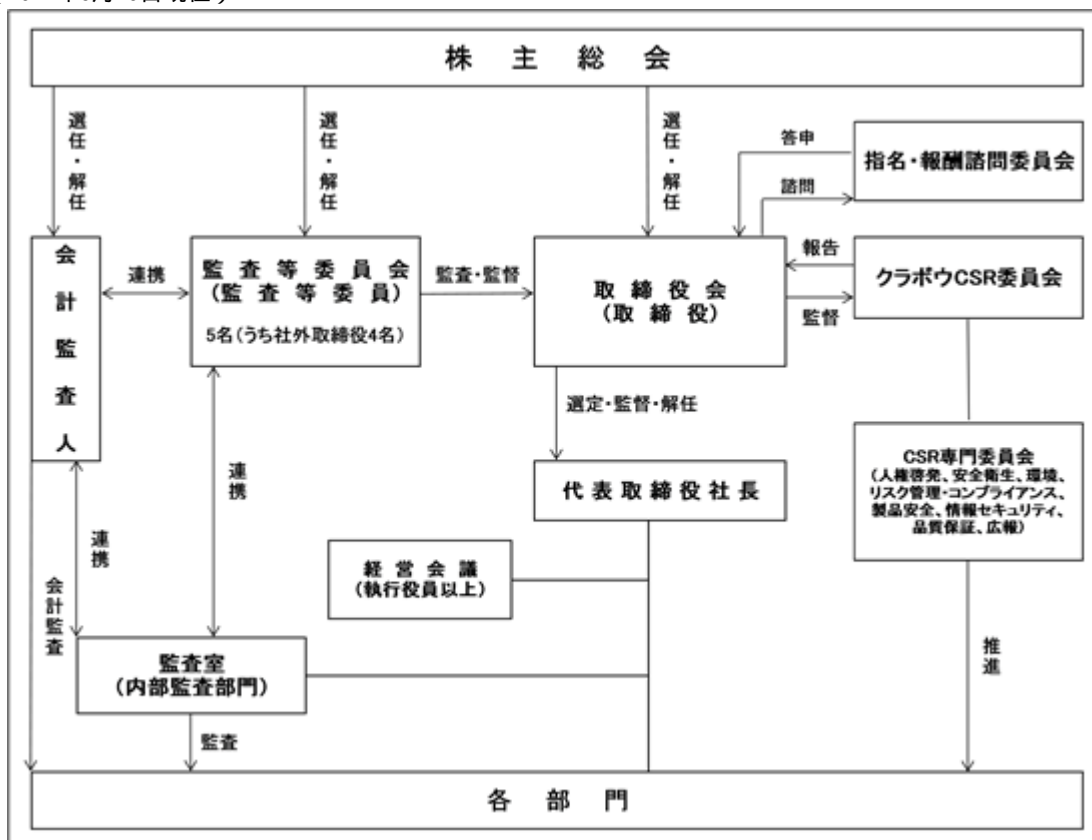 株主総会
選任・解任
選任・解任
選任・解任
答申
指名・報酬諮問委員会
諮問
会計監査人
連携
監査等委員会
(監査等委員)
5名(うち社外取締役4名)
監査・監督
取締役会
(取締役)
報告
クラボウCSR委員会
監督
選定・監督・解任
連携
代表取締役社長
CSR専門委員会
(人権啓発、安全衛生、環境、
リスク管理・コンプライアンス、
製品安全、情報セキュリティ、
品質保証、広報)
連携
経営会議
(執行役員以上)
会計監査
監査室
(内部監査部門)
推進
監査
各部門